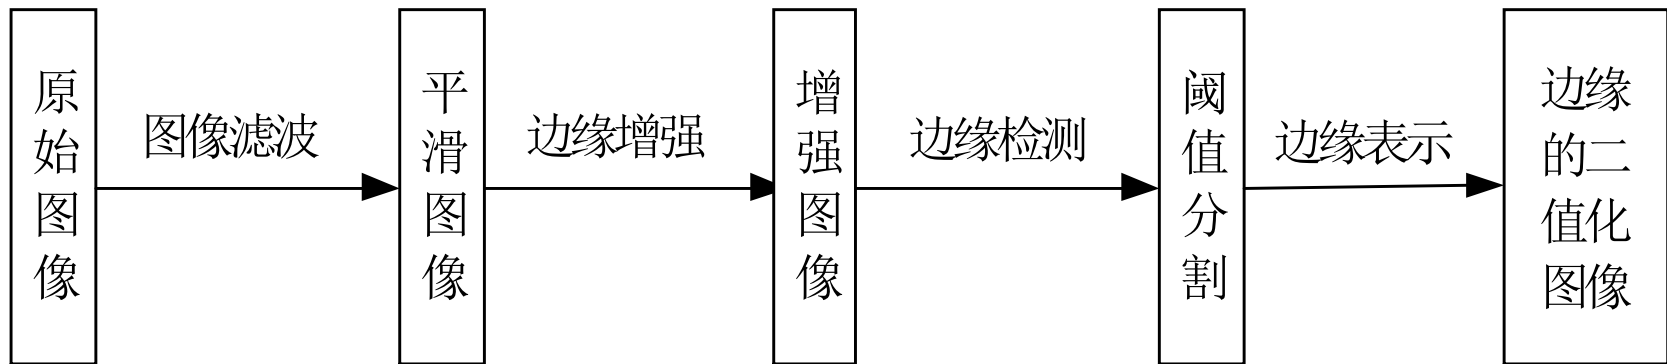 原始图像
图像滤波
平滑图像
边缘增强
增强图像
边缘检测
阈值分割
边缘表示
边缘
的二
值化
图像